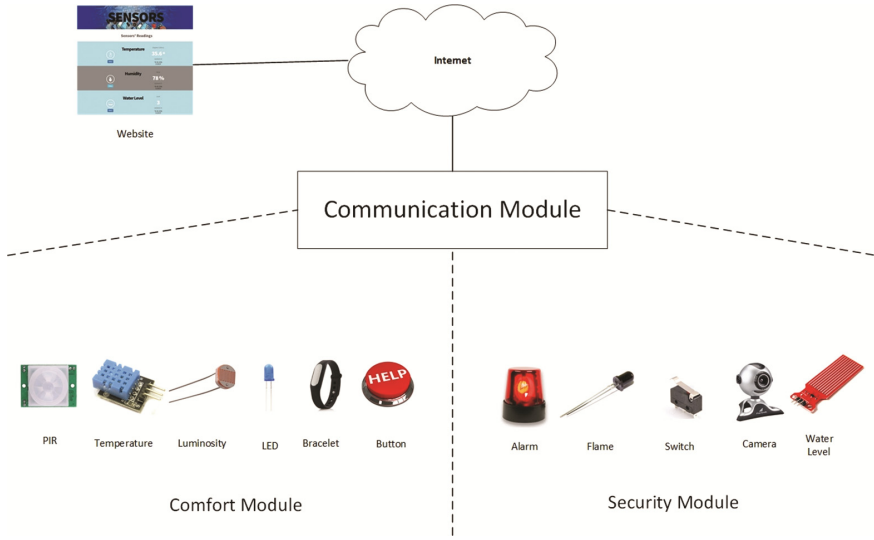 SENSORS
Sensors' Readings
Temperature
Humidity
78 %
Water Level
Website
Internet
Communication Module
HELP
PIR
Temperature
Luminosity
LED
Bracelet
Button
Alarm
Flame
Switch
Camera
Water
Level
Comfort Module
Security Module